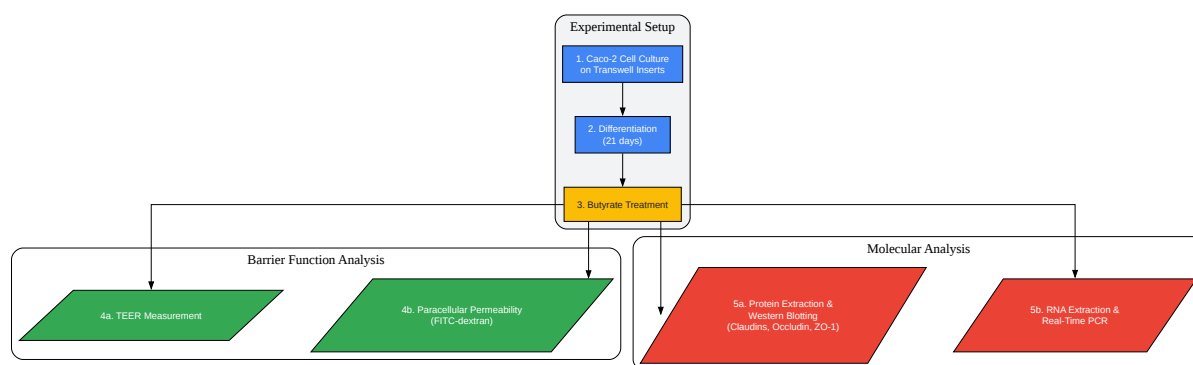 Experimental Setup
1. Caco-2 Cell Culture
on Transwell Inserts
2. Differentiation
(21 days)
3. Butyrate Treatment
Barrier Function Analysis
4a. TEER Measurement
4b. Paracellular Permeability
(FITC-dextran)
Molecular Analysis
5a. Protein Extraction &
Western Blotting
(Claudins, Occludin, ZO-1)
5b. RNA Extraction &
Real-Time PCR